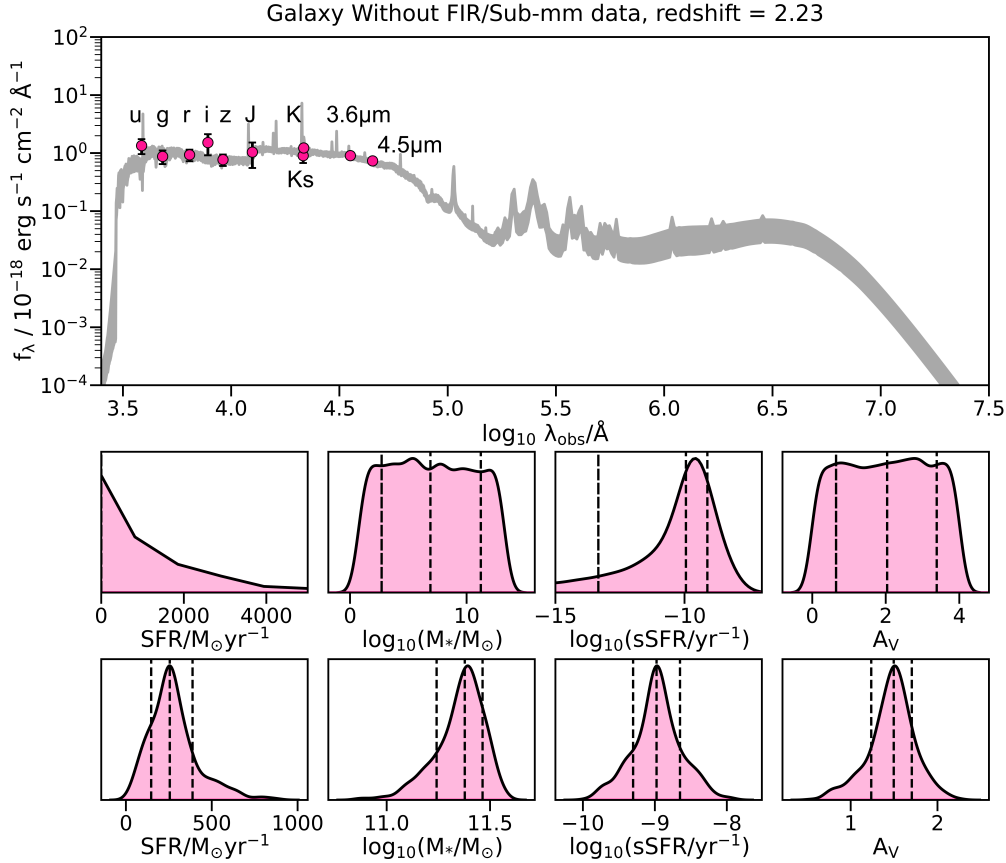 Galaxy Without FIR/Sub-mm data, redshift = 2.23
10²
10¹
10⁰
10⁻¹
10⁻²
10⁻³
10⁻⁴
f_λ / 10⁻¹⁸ erg s⁻¹ cm⁻² Å⁻¹
u g r i z J K 3.6μm
4.5μm
Ks
3.5 4.0 4.5 5.0 5.5 6.0 6.5 7.0 7.5
log₁₀ λ_obs/Å
0 2000 4000
SFR/M⊙yr⁻¹
0 10
log₁₀(M*/M⊙)
−15 −10
log₁₀(sSFR/yr⁻¹)
0 2 4
A_V
0 500 1000
SFR/M⊙yr⁻¹
11.0 11.5
log₁₀(M*/M⊙)
−10 −9 −8
log₁₀(sSFR/yr⁻¹)
1 2
A_V